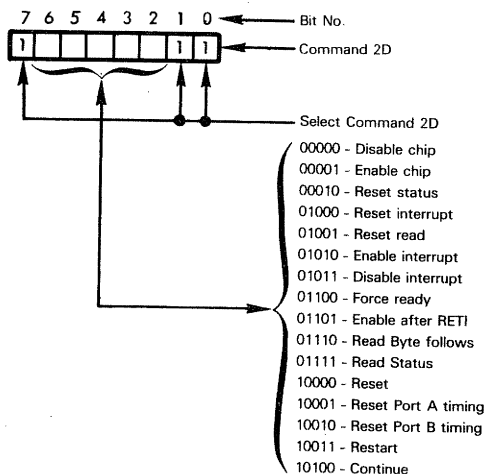 7 6 5 4 3 2 1 0 Bit No.
1 1 1 Command 2D
Select Command 2D
00000 - Disable chip
00001 - Enable chip
00010 - Reset status
01000 - Reset interrupt
01001 - Reset read
01010 - Enable interrupt
01011 - Disable interrupt
01100 - Force ready
01101 - Enable after RETI
01110 - Read Byte follows
01111 - Read Status
10000 - Reset
10001 - Reset Port A timing
10010 - Reset Port B timing
10011 - Restart
10100 - Continue